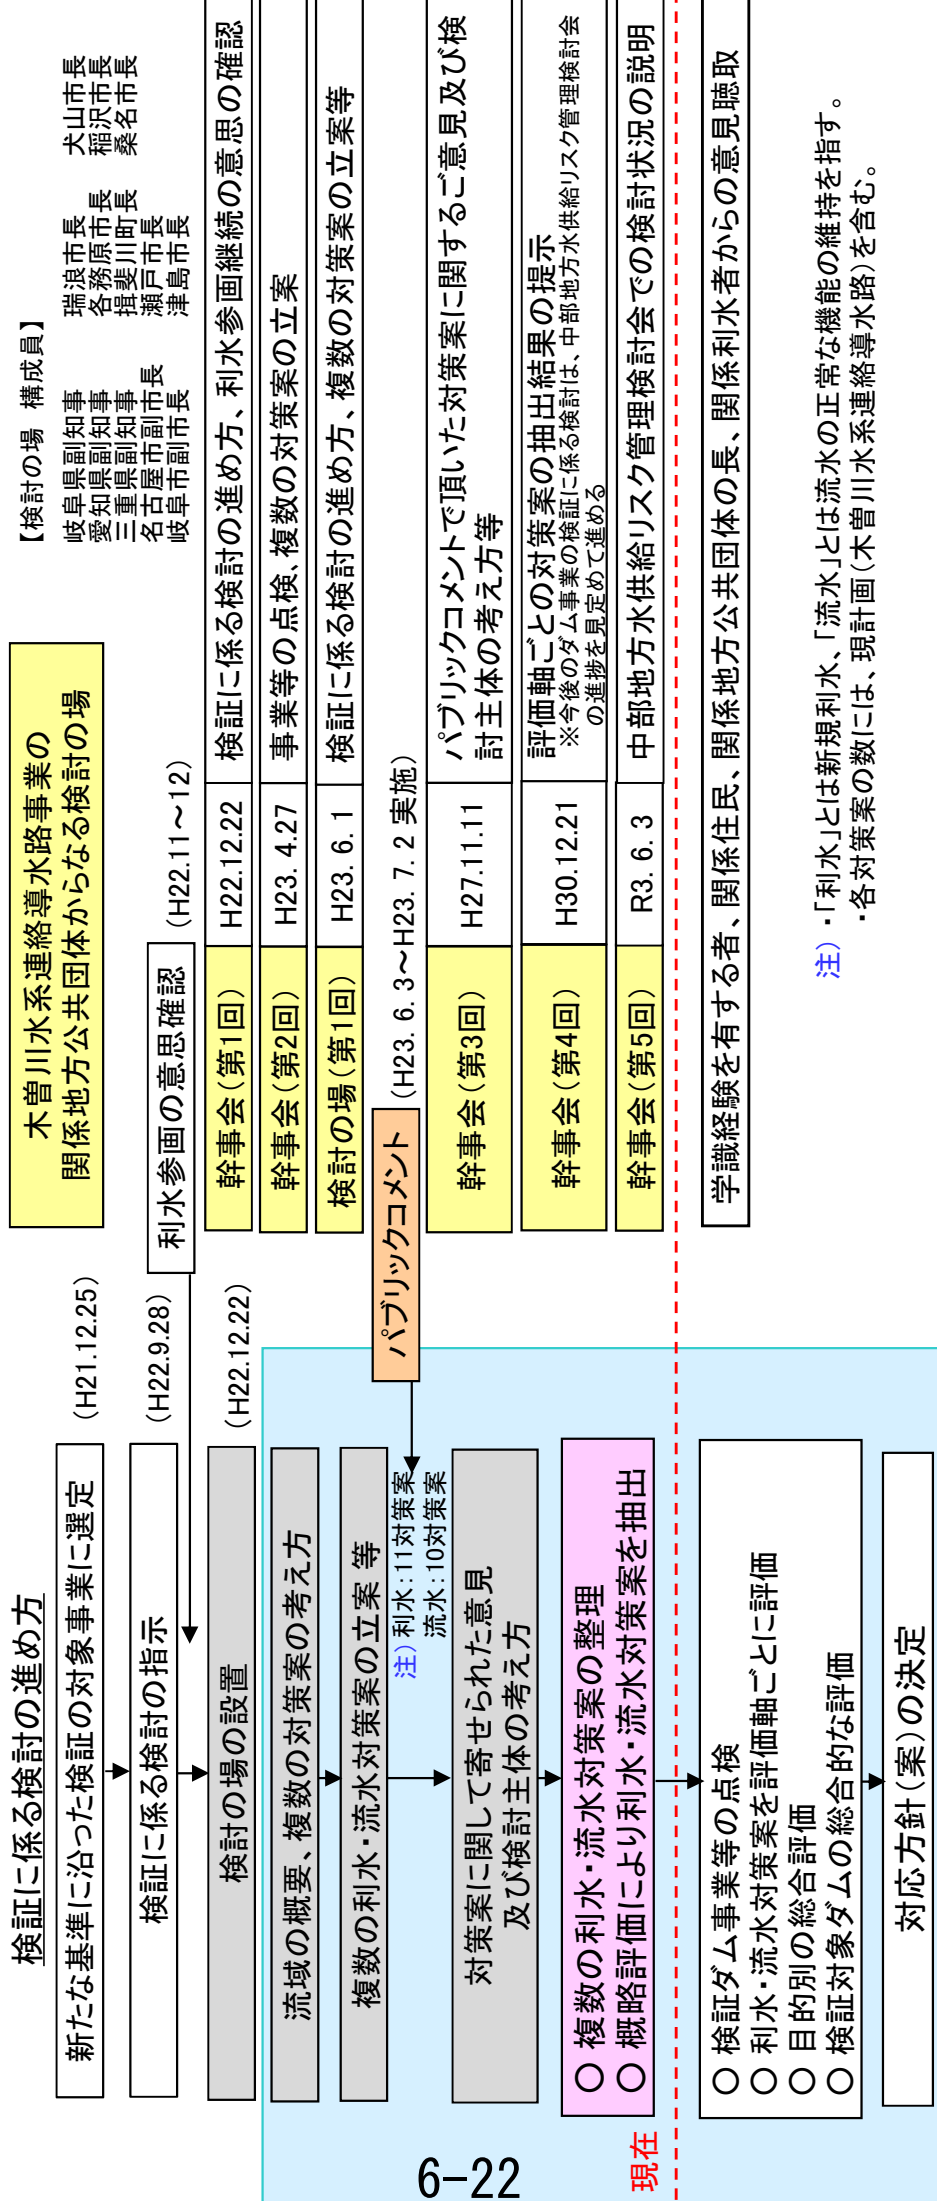 検証に係る検討の進め方
新たな基準に沿った検証の対象事業に選定
（H21.12.25）
検証に係る検討の指示
（H22.9.28）
検討の場の設置
（H22.12.22）
流域の概要、複数の対策案の考え方
複数の利水・流水対策案の立案 等
注）利水：11対策案
流水：10対策案
対策案に関して寄せられた意見
及び検討主体の考え方
○ 複数の利水・流水対策案の整理
○ 概略評価により利水・流水対策案を抽出
現在
○ 検証ダム事業等の点検
○ 利水・流水対策案を評価軸ごとに評価
○ 目的別の総合評価
○ 検証対象ダムの総合的な評価
対応方針（案）の決定
木曽川水系連絡導水路事業の
関係地方公共団体からなる検討の場
【検討の場 構成員】
岐阜県副知事 瑞浪市長 犬山市長
愛知県副知事 各務原市長 稲沢市長
三重県副知事 揖斐川町長 桑名市長
名古屋市副市長 瀬戸市長
岐阜市副市長 津島市長
利水参画の意思確認
（H22.11～12）
幹事会（第1回） H22.12.22 検証に係る検討の進め方、利水参画継続の意思の確認
幹事会（第2回） H23. 4.27 事業等の点検、複数の対策案の立案
検討の場（第1回） H23. 6. 1 検証に係る検討の進め方、複数の対策案の立案等
パブリックコメント （H23. 6. 3～H23. 7. 2 実施）
幹事会（第3回） H27.11.11 パブリックコメントで頂いた対策案に関するご意見及び検
討主体の考え方等
幹事会（第4回） H30.12.21 評価軸ごとの対策案の抽出結果の提示
※今後のダム事業の検証に係る検討は、中部地方水供給リスク管理検討会
の進捗を見定めて進める
幹事会（第5回） R3. 6. 3 中部地方水供給リスク管理検討会での検討状況の説明
学識経験を有する者、関係住民、関係地方公共団体の長、関係利水者からの意見聴取
注）・「利水」とは新規利水、「流水」とは流水の正常な機能の維持を指す。
・各対策案の数には、現計画（木曽川水系連絡導水路）を含む。
6-22